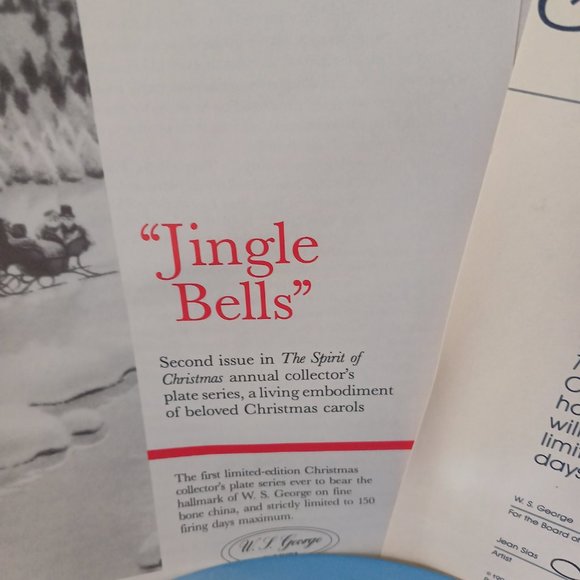 “Jingle
Bells”
Second issue in The Spirit of
Christmas annual collector's
plate series, a living embodiment
of beloved Christmas carols
The first limited-edition Christmas
collector's plate series ever to bear the
hallmark of W. S. George on fine
bone china, and strictly limited to 150
firing days maximum.
W. S. George
will
limi
days
W. S. George
For the Board of
Jean Sias
Artist